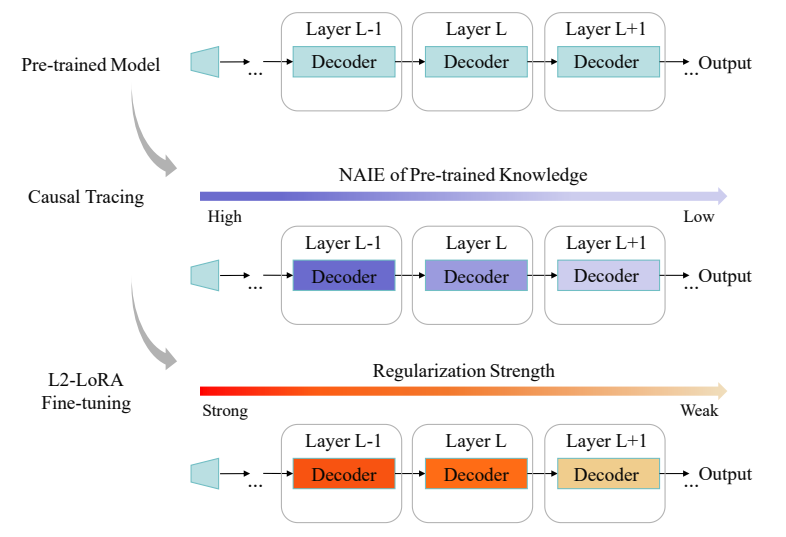 Layer L-1 Layer L Layer L+1
Pre-trained Model ... Decoder Decoder Decoder ... Output
NAIE of Pre-trained Knowledge
Causal Tracing
High Low
Layer L-1 Layer L Layer L+1
... Decoder Decoder Decoder ... Output
Regularization Strength
L2-LoRA
Fine-tuning
Strong Weak
Layer L-1 Layer L Layer L+1
... Decoder Decoder Decoder ... Output